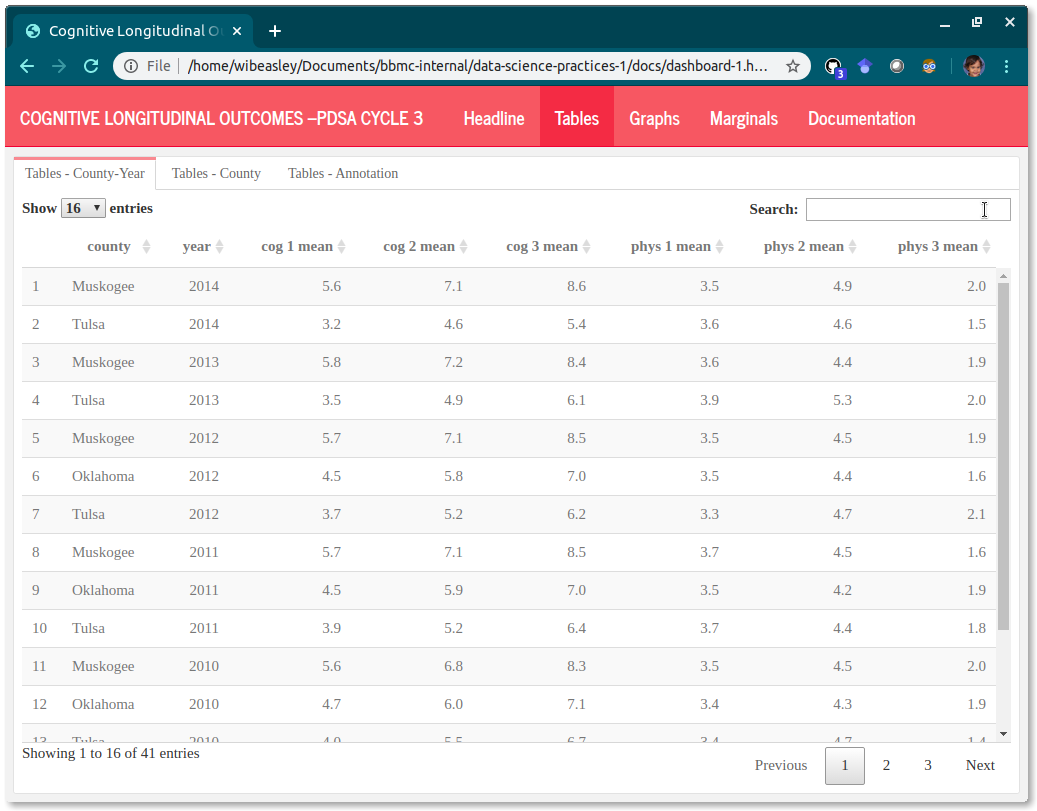 Cognitive Longitudinal O
File /home/wibeasley/Documents/bbmc-internal/data-science-practices-1/docs/dashboard-1.h...
3
COGNITIVE LONGITUDINAL OUTCOMES –PDSA CYCLE 3 Headline Tables Graphs Marginals Documentation
Tables - County-Year Tables - County Tables - Annotation
Show 16 entries Search:
county year cog 1 mean cog 2 mean cog 3 mean phys 1 mean phys 2 mean phys 3 mean
1 Muskogee 2014 5.6 7.1 8.6 3.5 4.9 2.0
2 Tulsa 2014 3.2 4.6 5.4 3.6 4.6 1.5
3 Muskogee 2013 5.8 7.2 8.4 3.6 4.4 1.9
4 Tulsa 2013 3.5 4.9 6.1 3.9 5.3 2.0
5 Muskogee 2012 5.7 7.1 8.5 3.5 4.5 1.9
6 Oklahoma 2012 4.5 5.8 7.0 3.5 4.4 1.6
7 Tulsa 2012 3.7 5.2 6.2 3.3 4.7 2.1
8 Muskogee 2011 5.7 7.1 8.5 3.7 4.5 1.6
9 Oklahoma 2011 4.5 5.9 7.0 3.5 4.2 1.9
10 Tulsa 2011 3.9 5.2 6.4 3.7 4.4 1.8
11 Muskogee 2010 5.6 6.8 8.3 3.5 4.5 2.0
12 Oklahoma 2010 4.7 6.0 7.1 3.4 4.3 1.9
13 Tulsa 2010 4.0 5.5 6.7 3.4 4.7 1.4
Showing 1 to 16 of 41 entries
Previous 1 2 3 Next